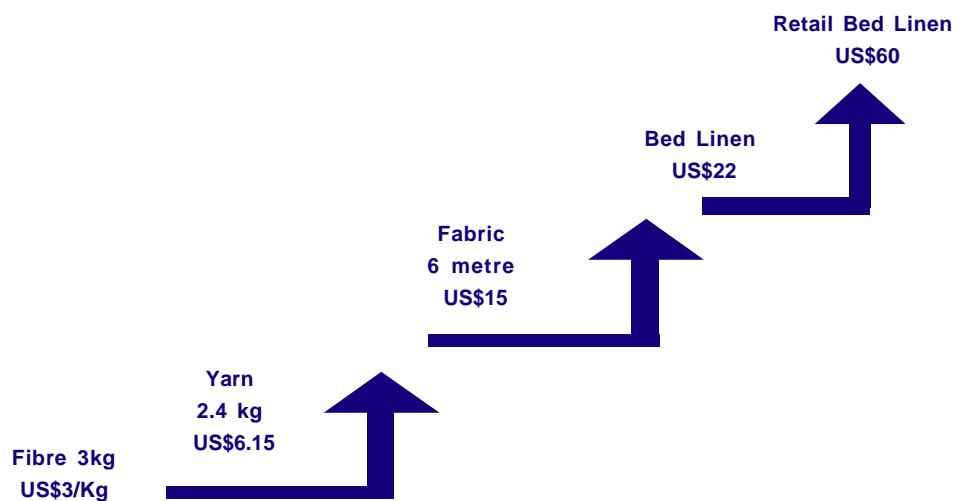 Retail Bed Linen
US$60
Bed Linen
US$22
Fabric
6 metre
US$15
Yarn
2.4 kg
US$6.15
Fibre 3kg
US$3/Kg